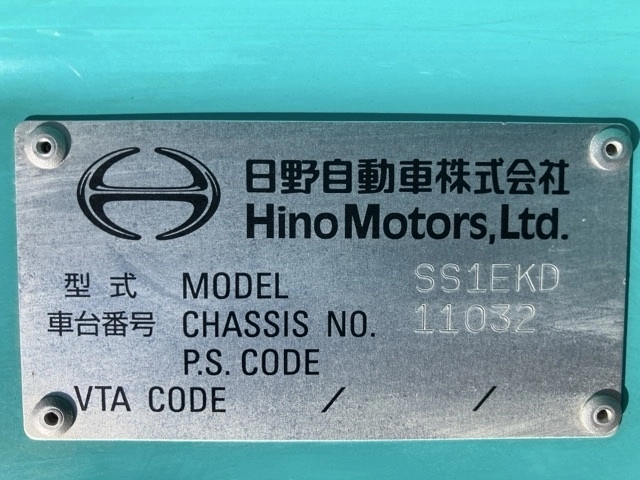 日野自動車株式会社
Hino Motors, Ltd.
型式 MODEL SS1EKD
車台番号 CHASSIS NO. 11032
P.S. CODE
VTA CODE / /